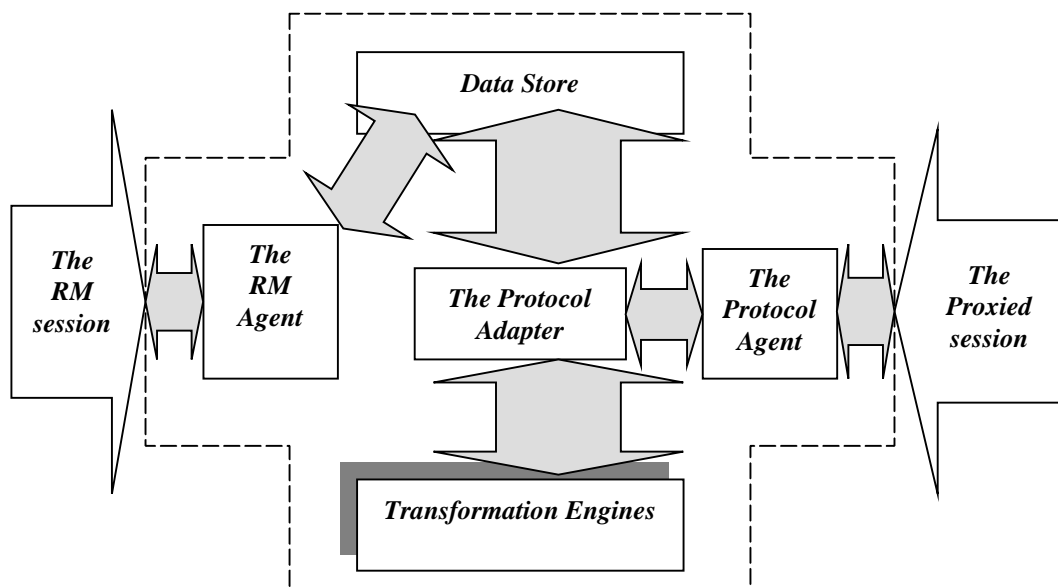 Data Store
The
RM
session
The
RM
Agent
The Protocol
Adapter
The
Protocol
Agent
The
Proxied
session
Transformation Engines